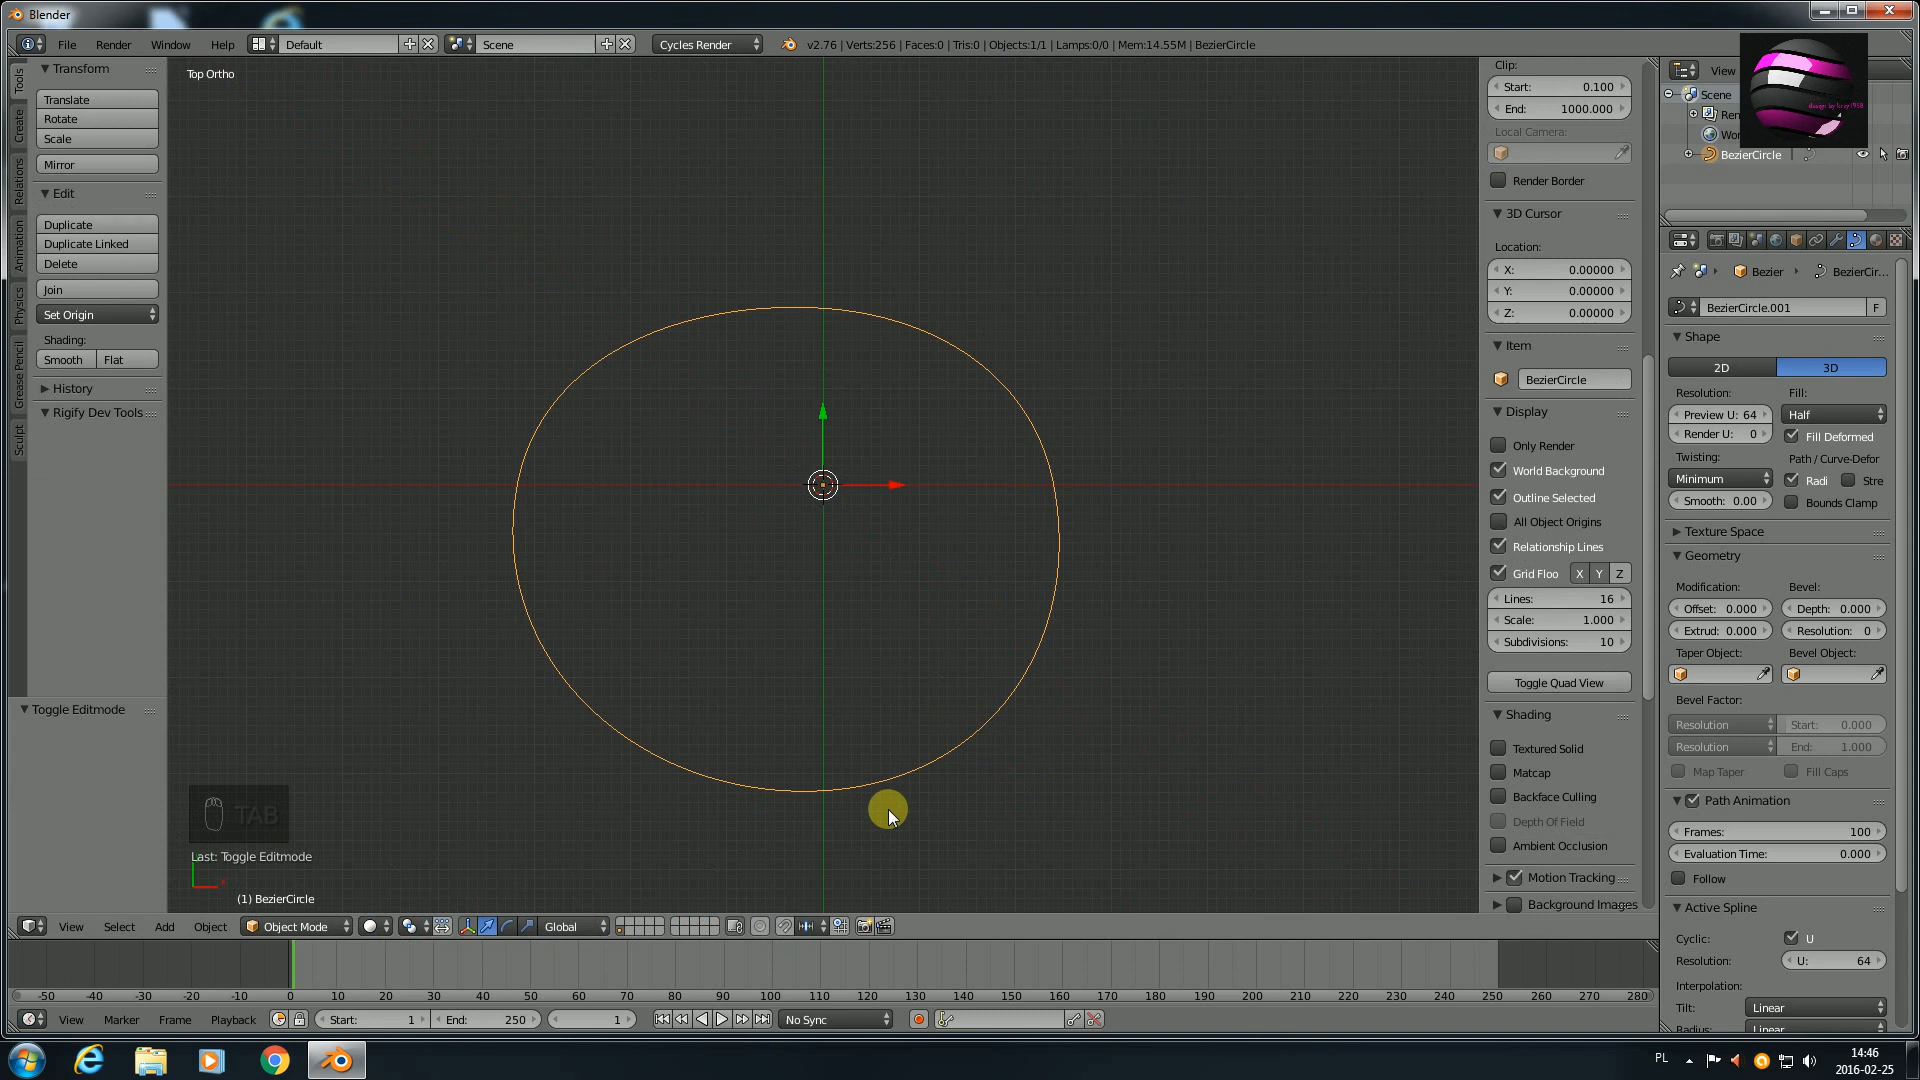 Blender
File Render Window Help Default Scene Cycles Render v2.76 | Verts:256 | Faces:0 | Tris:0 | Objects:1/1 | Lamps:0/0 | Mem:14.55M | BezierCircle
Tools
Create
Relations
Animation
Physics
Grease Pencil
Sculpt
Transform
Translate
Rotate
Scale
Mirror
Edit
Duplicate
Duplicate Linked
Delete
Join
Set Origin
Shading:
Smooth Flat
History
Rigify Dev Tools
Toggle Editmode
Top Ortho
TAB
Last: Toggle Editmode
(1) BezierCircle
Clip:
Start: 0.100
End: 1000.000
Local Camera:
Render Border
3D Cursor
Location:
X: 0.00000
Y: 0.00000
Z: 0.00000
Item
BezierCircle
Display
Only Render
World Background
Outline Selected
All Object Origins
Relationship Lines
Grid Floo X Y Z
Lines: 16
Scale: 1.000
Subdivisions: 10
Toggle Quad View
Shading
Textured Solid
Matcap
Backface Culling
Depth Of Field
Ambient Occlusion
Motion Tracking
Background Images
View
Scene
Ren
Wor
BezierCircle
Bezier BezierCir...
BezierCircle.001 F
Shape
2D 3D
Resolution: Fill:
Preview U: 64 Half
Render U: 0 Fill Deformed
Twisting: Path / Curve-Defor
Minimum Radi Stre
Smooth: 0.00 Bounds Clamp
Texture Space
Geometry
Modification: Bevel:
Offset: 0.000 Depth: 0.000
Extrud: 0.000 Resolution: 0
Taper Object: Bevel Object:
Bevel Factor:
Resolution Start: 0.000
Resolution End: 1.000
Map Taper Fill Caps
Path Animation
Frames: 100
Evaluation Time: 0.000
Follow
Active Spline
Cyclic: U
Resolution: U: 64
Interpolation:
Tilt: Linear
Radius: Linear
View Select Add Object Object Mode Global
-50 -40 -30 -20 -10 0 10 20 30 40 50 60 70 80 90 100 110 120 130 140 150 160 170 180 190 200 210 220 230 240 250 260 270 280
View Marker Frame Playback Start: 1 End: 250 1 No Sync
PL 14:46
2016-02-25